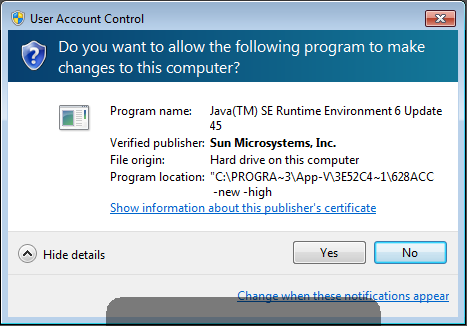 User Account Control
Do you want to allow the following program to make
changes to this computer?
Program name: Java(TM) SE Runtime Environment 6 Update
45
Verified publisher: Sun Microsystems, Inc.
File origin: Hard drive on this computer
Program location: "C:\PROGRA~3\App-V\3E52C4~1\628ACC
-new -high
Show information about this publisher's certificate
Hide details
Yes
No
Change when these notifications appear